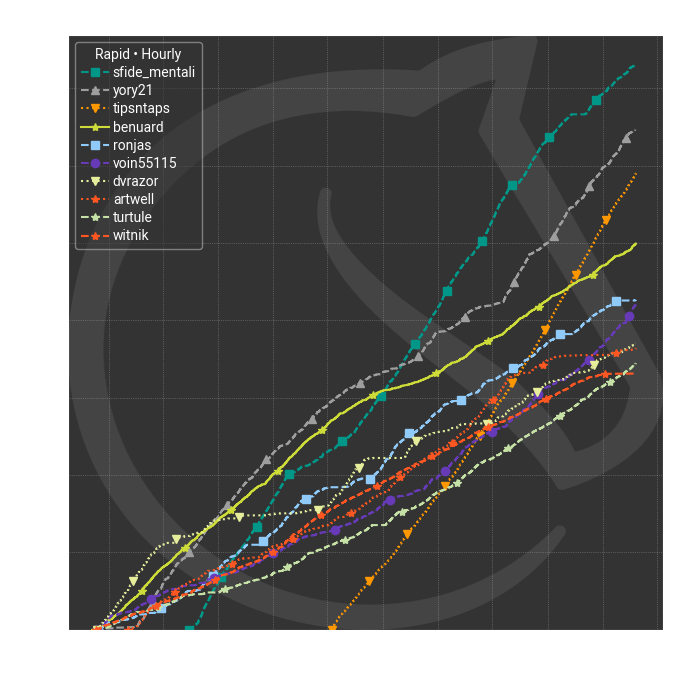 Rapid • Hourly
sfide_mentali
yory21
tipsntaps
benuard
ronjas
voin55115
dvrazor
artwell
turtule
witnik